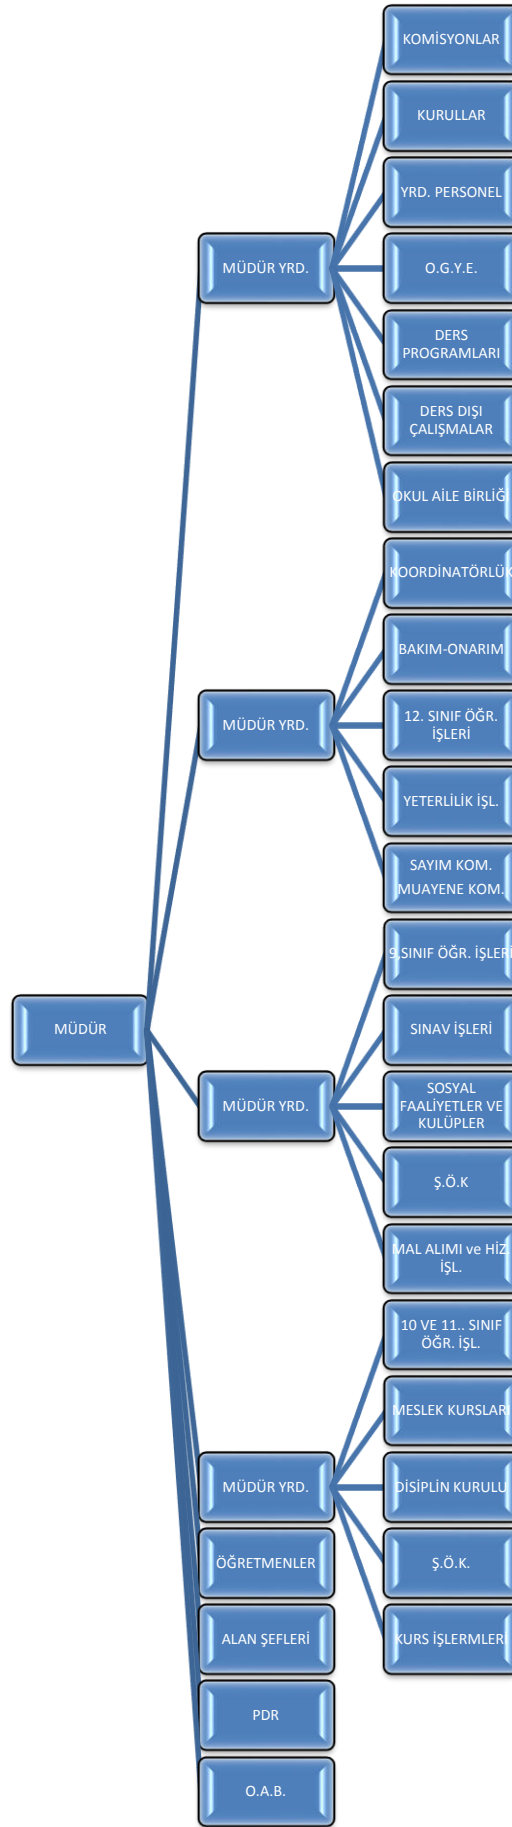 KOMİSYONLAR
KURULLAR
YRD. PERSONEL
MÜDÜR YRD.
O.G.Y.E.
DERS
PROGRAMLARI
DERS DIŞI
ÇALIŞMALAR
OKUL AİLE BİRLİĞİ
KOORDİNATÖRLÜK
BAKIM-ONARIM
MÜDÜR YRD.
12. SINIF ÖĞR.
İŞLERİ
YETERLİLİK İŞL.
SAYIM KOM.
MUAYENE KOM.
9,SINIF ÖĞR. İŞLERİ
MÜDÜR
SINAV İŞLERİ
MÜDÜR YRD.
SOSYAL
FAALİYETLER VE
KULÜPLER
Ş.Ö.K
MAL ALIMI ve HİZ.
İŞL.
10 VE 11.. SINIF
ÖĞR. İŞL.
MESLEK KURSLARI
MÜDÜR YRD.
DİSİPLİN KURULU
ÖĞRETMENLER
Ş.Ö.K.
ALAN ŞEFLERİ
KURS İŞLERMLERİ
PDR
O.A.B.